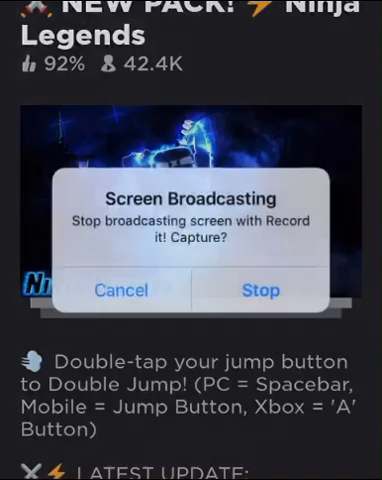 ⚔️ NEW PACK! ⚡ Ninja
Legends
92% 42.4K
Screen Broadcasting
Stop broadcasting screen with Record
it! Capture?
Cancel Stop
💨 Double-tap your jump button
to Double Jump! (PC = Spacebar,
Mobile = Jump Button, Xbox = 'A'
Button)
⚔️⚡ LATEST UPDATE: